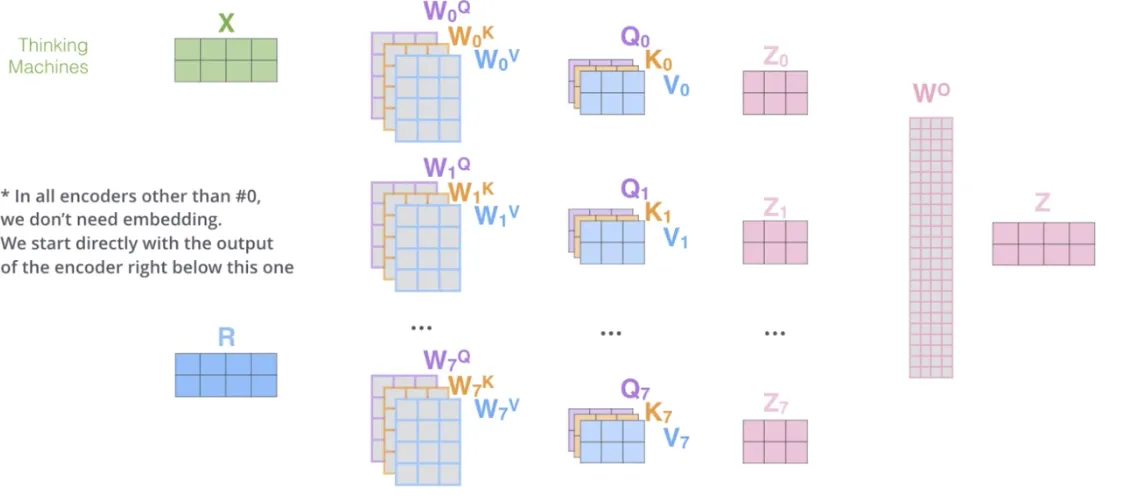 Thinking
Machines
X
W₀Q
W₀K
W₀V
Q₀
K₀
V₀
Z₀
* In all encoders other than #0,
we don’t need embedding.
We start directly with the output
of the encoder right below this one
W₁Q
W₁K
W₁V
Q₁
K₁
V₁
Z₁
Wᴼ
Z
...
...
...
R
W₇Q
W₇K
W₇V
Q₇
K₇
V₇
Z₇